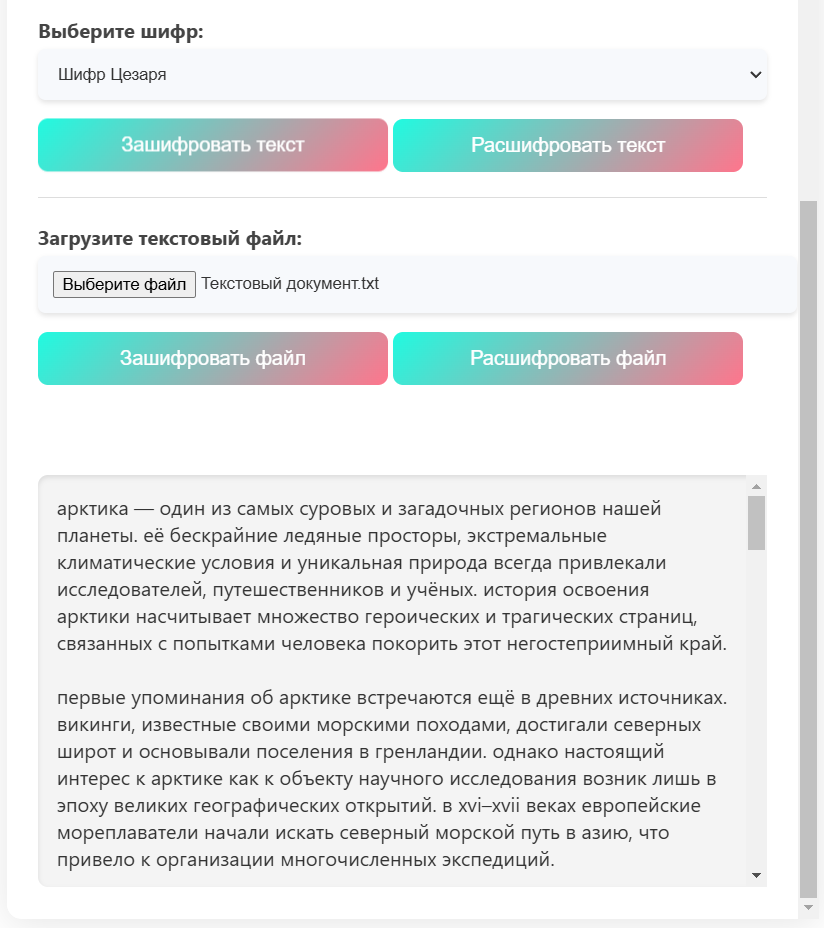 Выберите шифр:
Шифр Цезаря
Зашифровать текст Расшифровать текст
Загрузите текстовый файл:
Выберите файл Текстовый документ.txt
Зашифровать файл Расшифровать файл
арктика — один из самых суровых и загадочных регионов нашей
планеты. её бескрайние ледяные просторы, экстремальные
климатические условия и уникальная природа всегда привлекали
исследователей, путешественников и учёных. история освоения
арктики насчитывает множество героических и трагических страниц,
связанных с попытками человека покорить этот негостеприимный край.
первые упоминания об арктике встречаются ещё в древних источниках.
викинги, известные своими морскими походами, достигали северных
широт и основывали поселения в гренландии. однако настоящий
интерес к арктике как к объекту научного исследования возник лишь в
эпоху великих географических открытий. в xvi–xvii веках европейские
мореплаватели начали искать северный морской путь в азию, что
привело к организации многочисленных экспедиций.